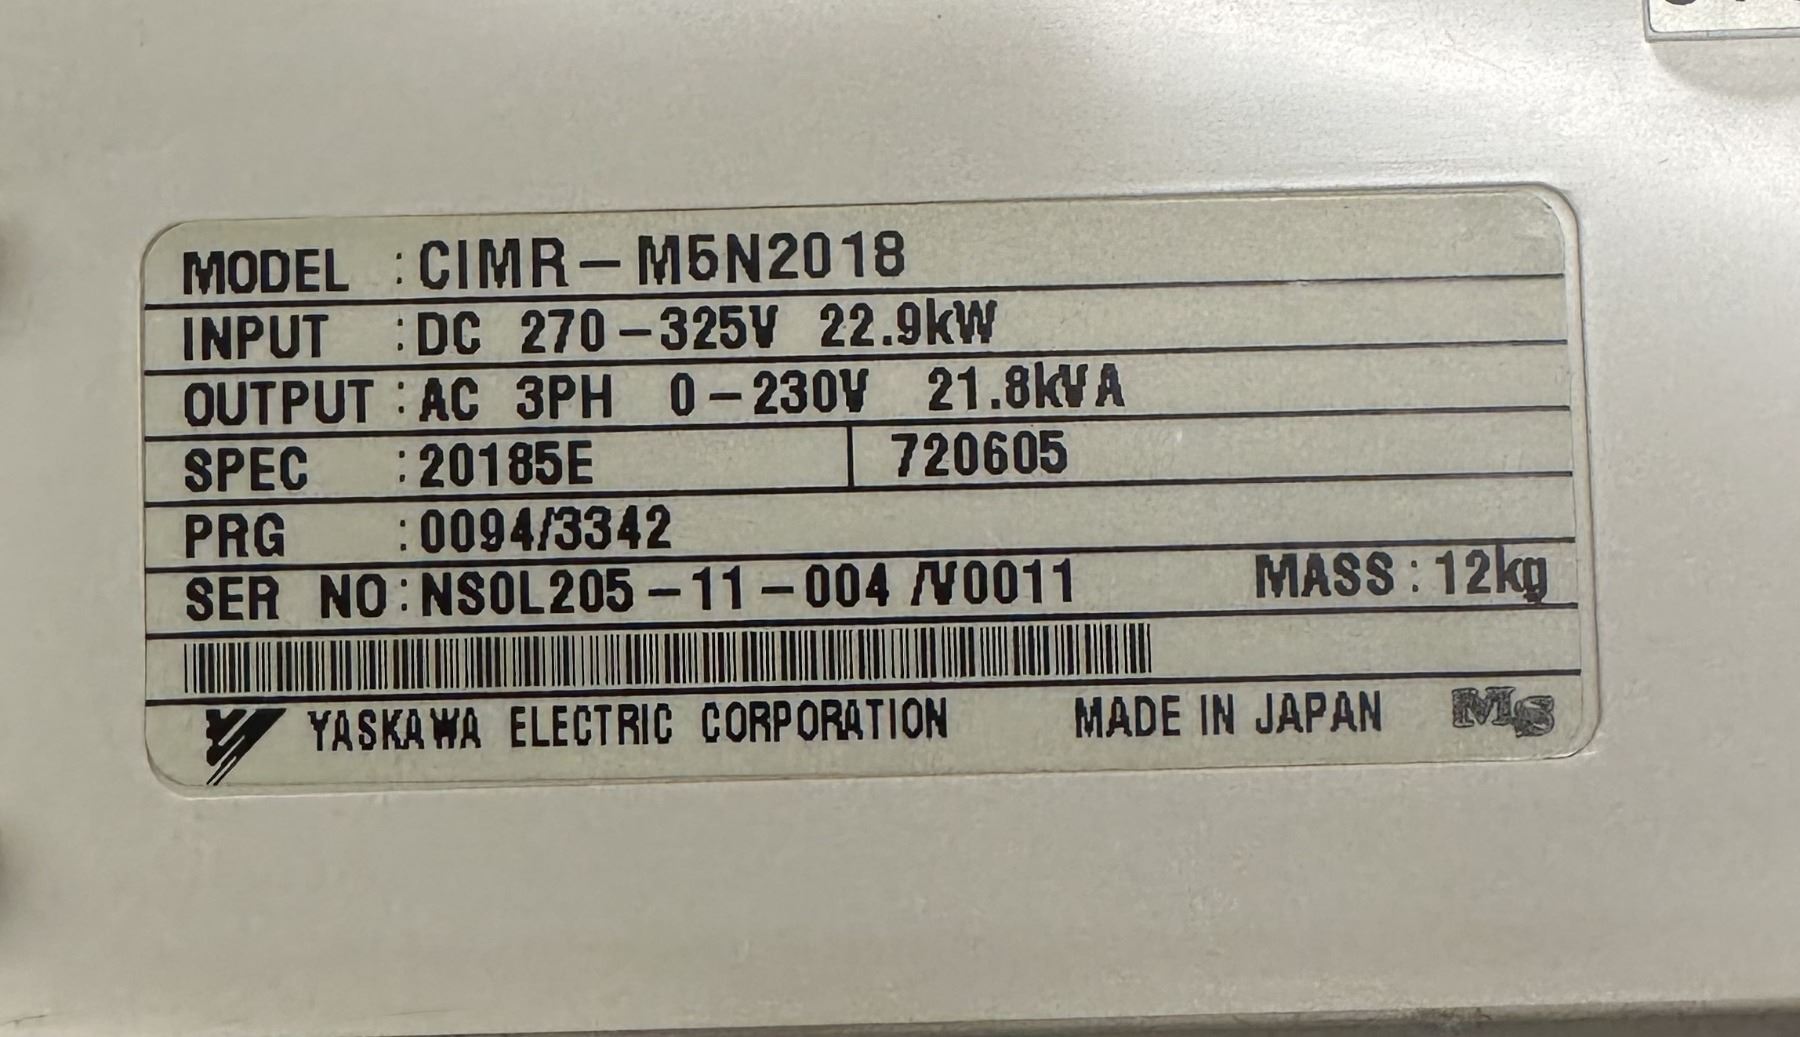 MODEL : CIMR-M5N2018
INPUT : DC 270-325V 22.9kW
OUTPUT : AC 3PH 0-230V 21.8kVA
SPEC : 20185E 720605
PRG : 0094/3342
SER NO : NS0L205-11-004 /V0011 MASS : 12kg
YASKAWA ELECTRIC CORPORATION MADE IN JAPAN MS